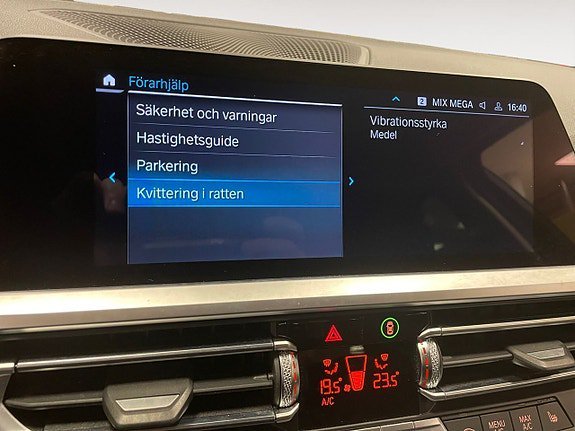 Förarhjälp
2 MIX MEGA 16:40
Säkerhet och varningar
Hastighetsguide
Parkering
Kvittering i ratten
Vibrationsstyrka
Medel
19.5°
23.5°
A/C
MENU
MAX
A/C